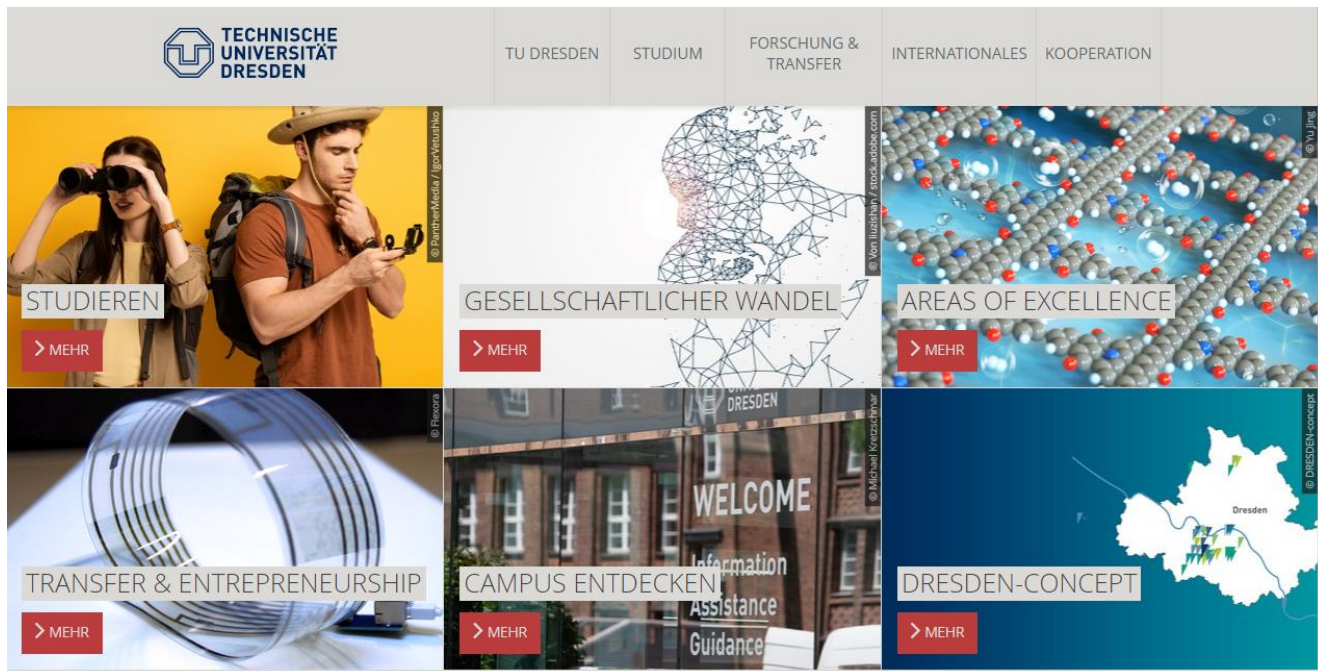 TECHNISCHE
UNIVERSITÄT
DRESDEN
TU DRESDEN
STUDIUM
FORSCHUNG &
TRANSFER
INTERNATIONALES
KOOPERATION
© PantherMedia / IgorVetushko
STUDIEREN
MEHR
© Von liuzishan / stock.adobe.com
GESELLSCHAFTLICHER WANDEL
MEHR
© Yu Jing
AREAS OF EXCELLENCE
MEHR
© Flexora
TRANSFER & ENTREPRENEURSHIP
MEHR
© Michael Kretzschmar
DRESDEN
WELCOME
Information
Assistance
Guidance
CAMPUS ENTDECKEN
MEHR
© DRESDEN-concept
Dresden
DRESDEN-CONCEPT
MEHR